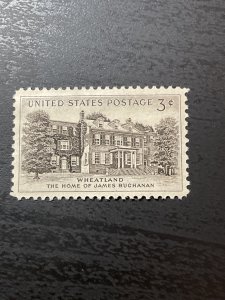 UNITED STATES POSTAGE 3¢
WHEATLAND
THE HOME OF JAMES BUCHANAN